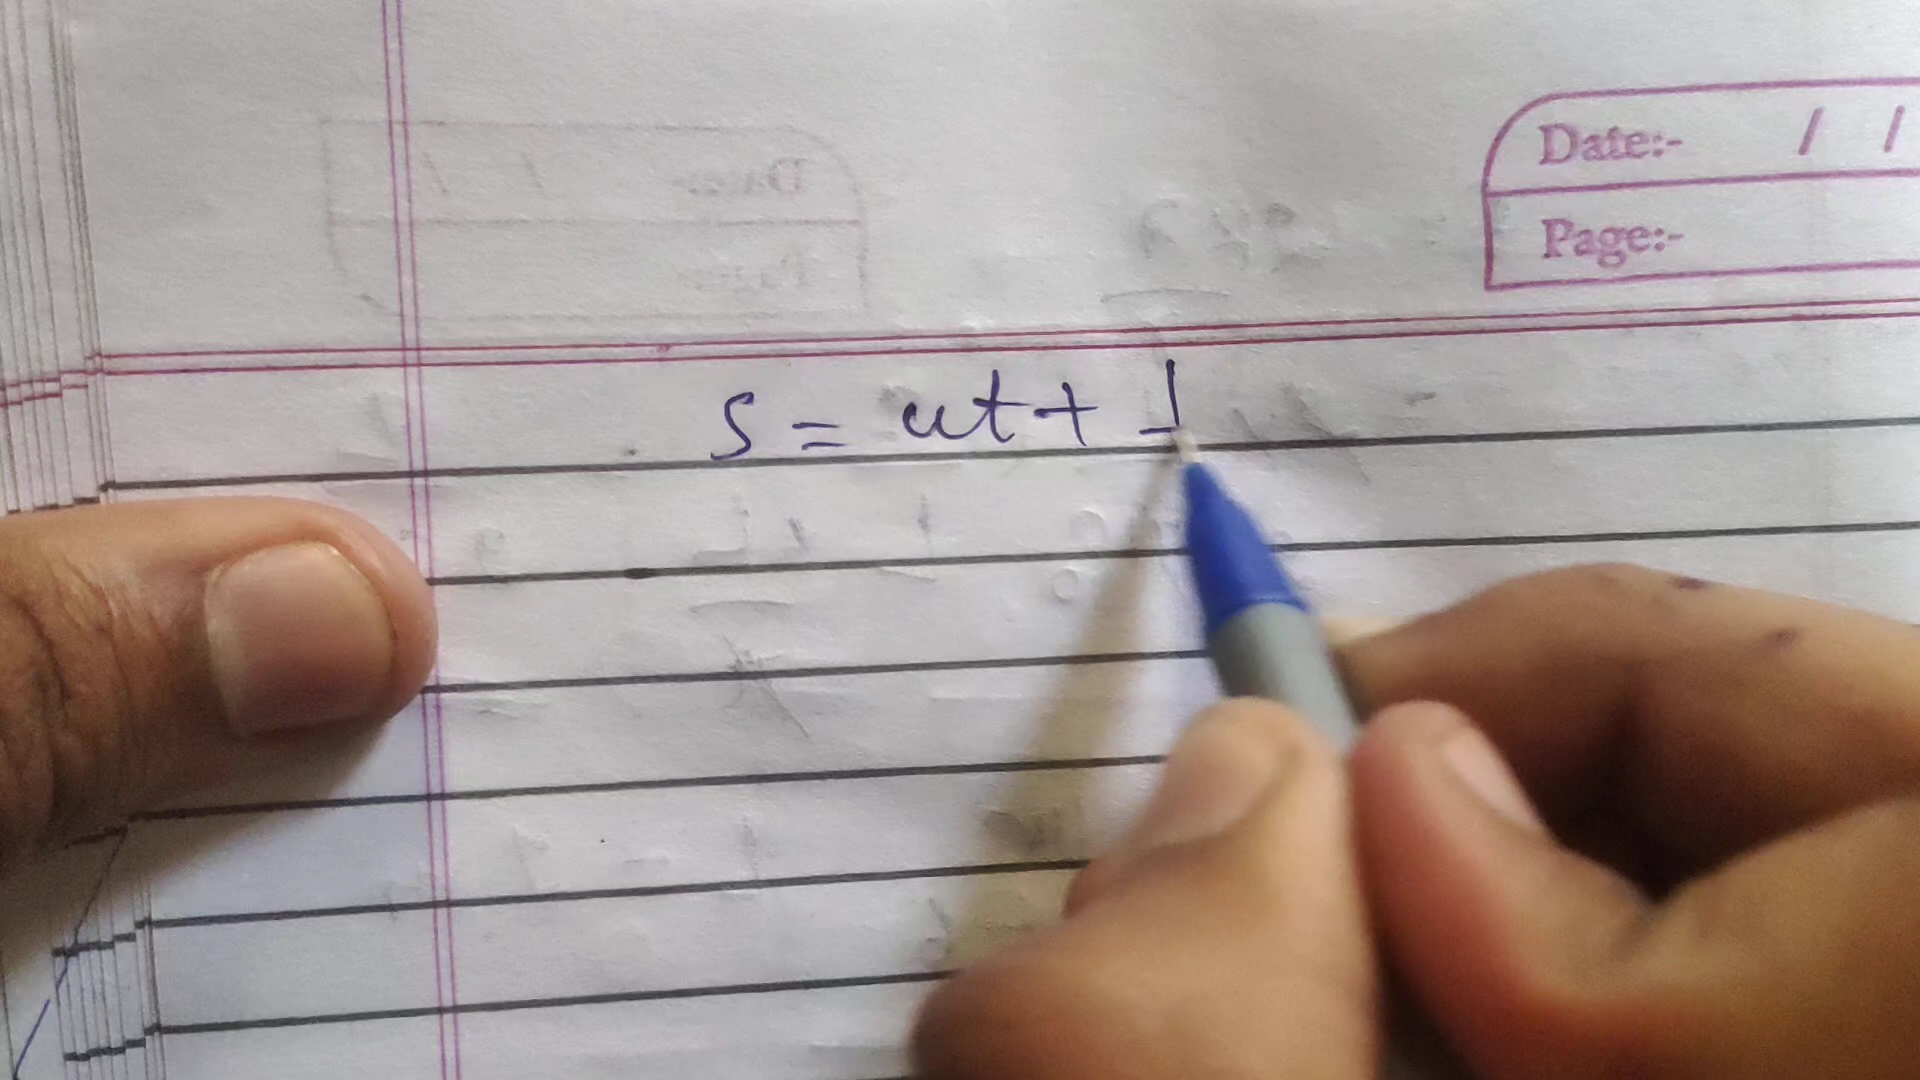 Date:- / /
Page:-
s = ut + 1